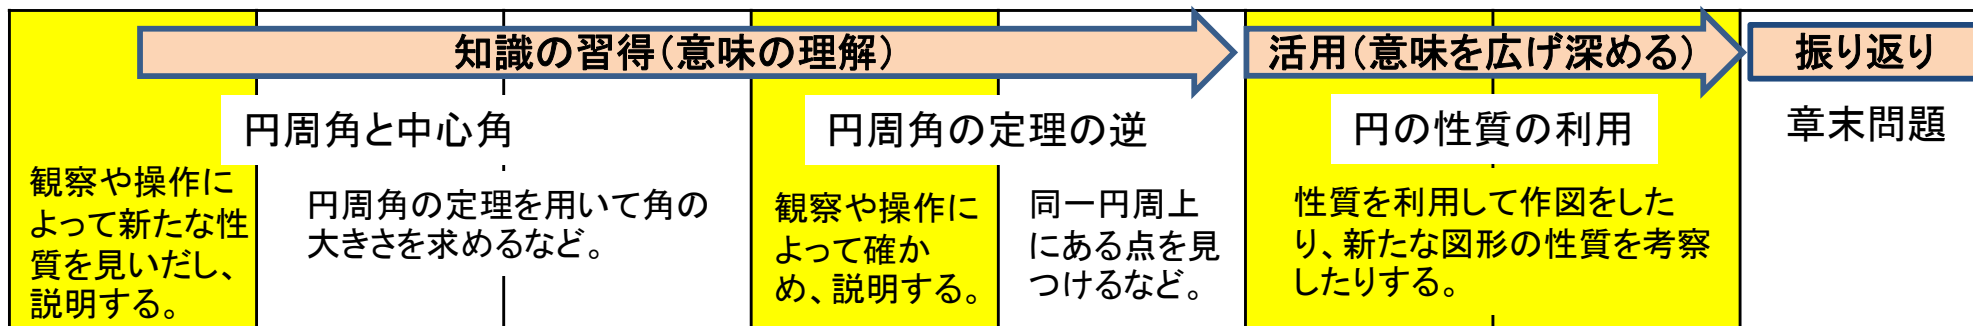 知識の習得(意味の理解)
活用(意味を広げ深める)
振り返り
円周角と中心角
円周角の定理の逆
円の性質の利用
章末問題
観察や操作に
よって新たな性
質を見いだし、
説明する。
円周角の定理を用いて角の
大きさを求めるなど。
観察や操作に
よって確か
め、説明する。
同一円周上
にある点を見
つけるなど。
性質を利用して作図をした
り、新たな図形の性質を考察
したりする。